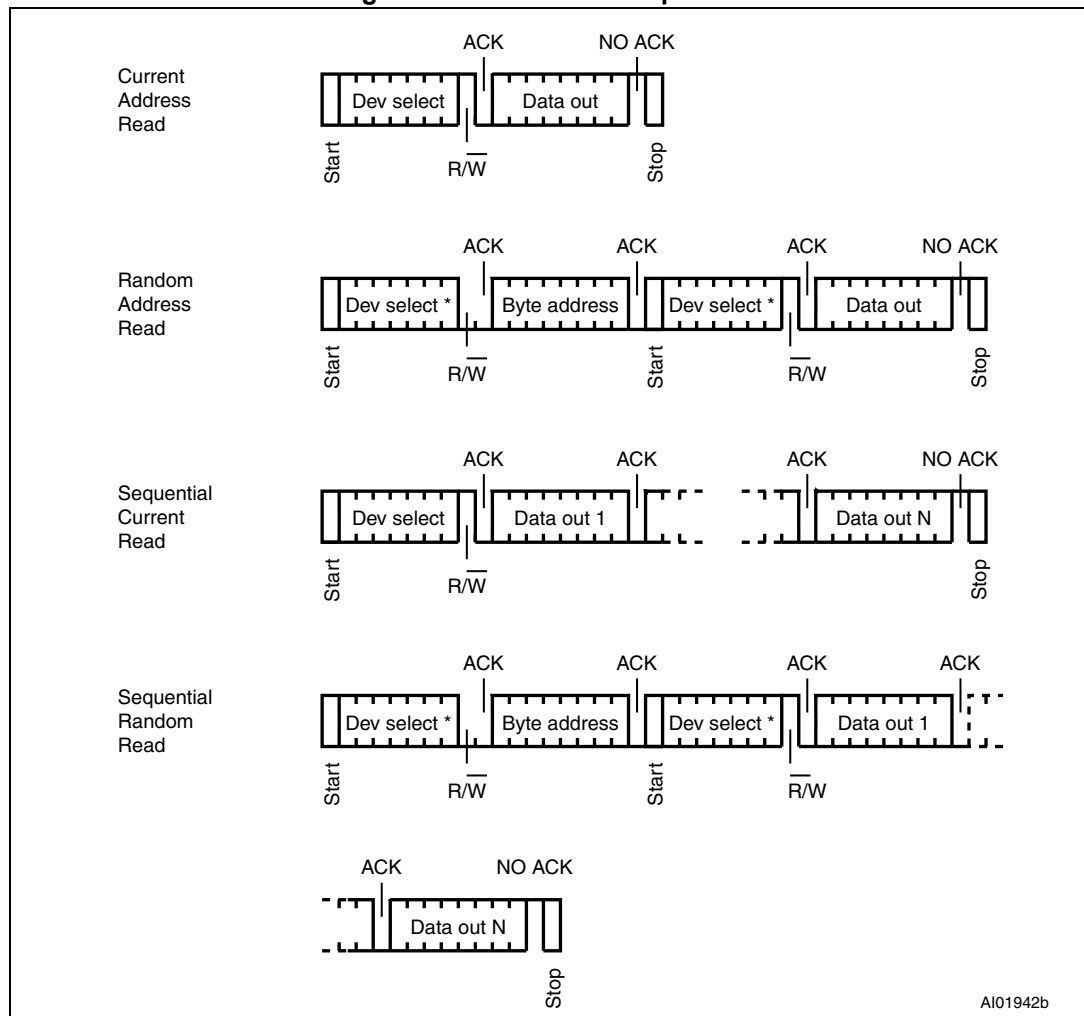 ACK NO ACK
Current
Address
Read
Dev select Data out
Start R/W Stop
ACK ACK ACK NO ACK
Random
Address
Read
Dev select * Byte address Dev select * Data out
Start R/W Start R/W Stop
ACK ACK ACK NO ACK
Sequential
Current
Read
Dev select Data out 1 Data out N
Start R/W Stop
ACK ACK ACK ACK
Sequential
Random
Read
Dev select * Byte address Dev select * Data out 1
Start R/W Start R/W
ACK NO ACK
Data out N
Stop
AI01942b